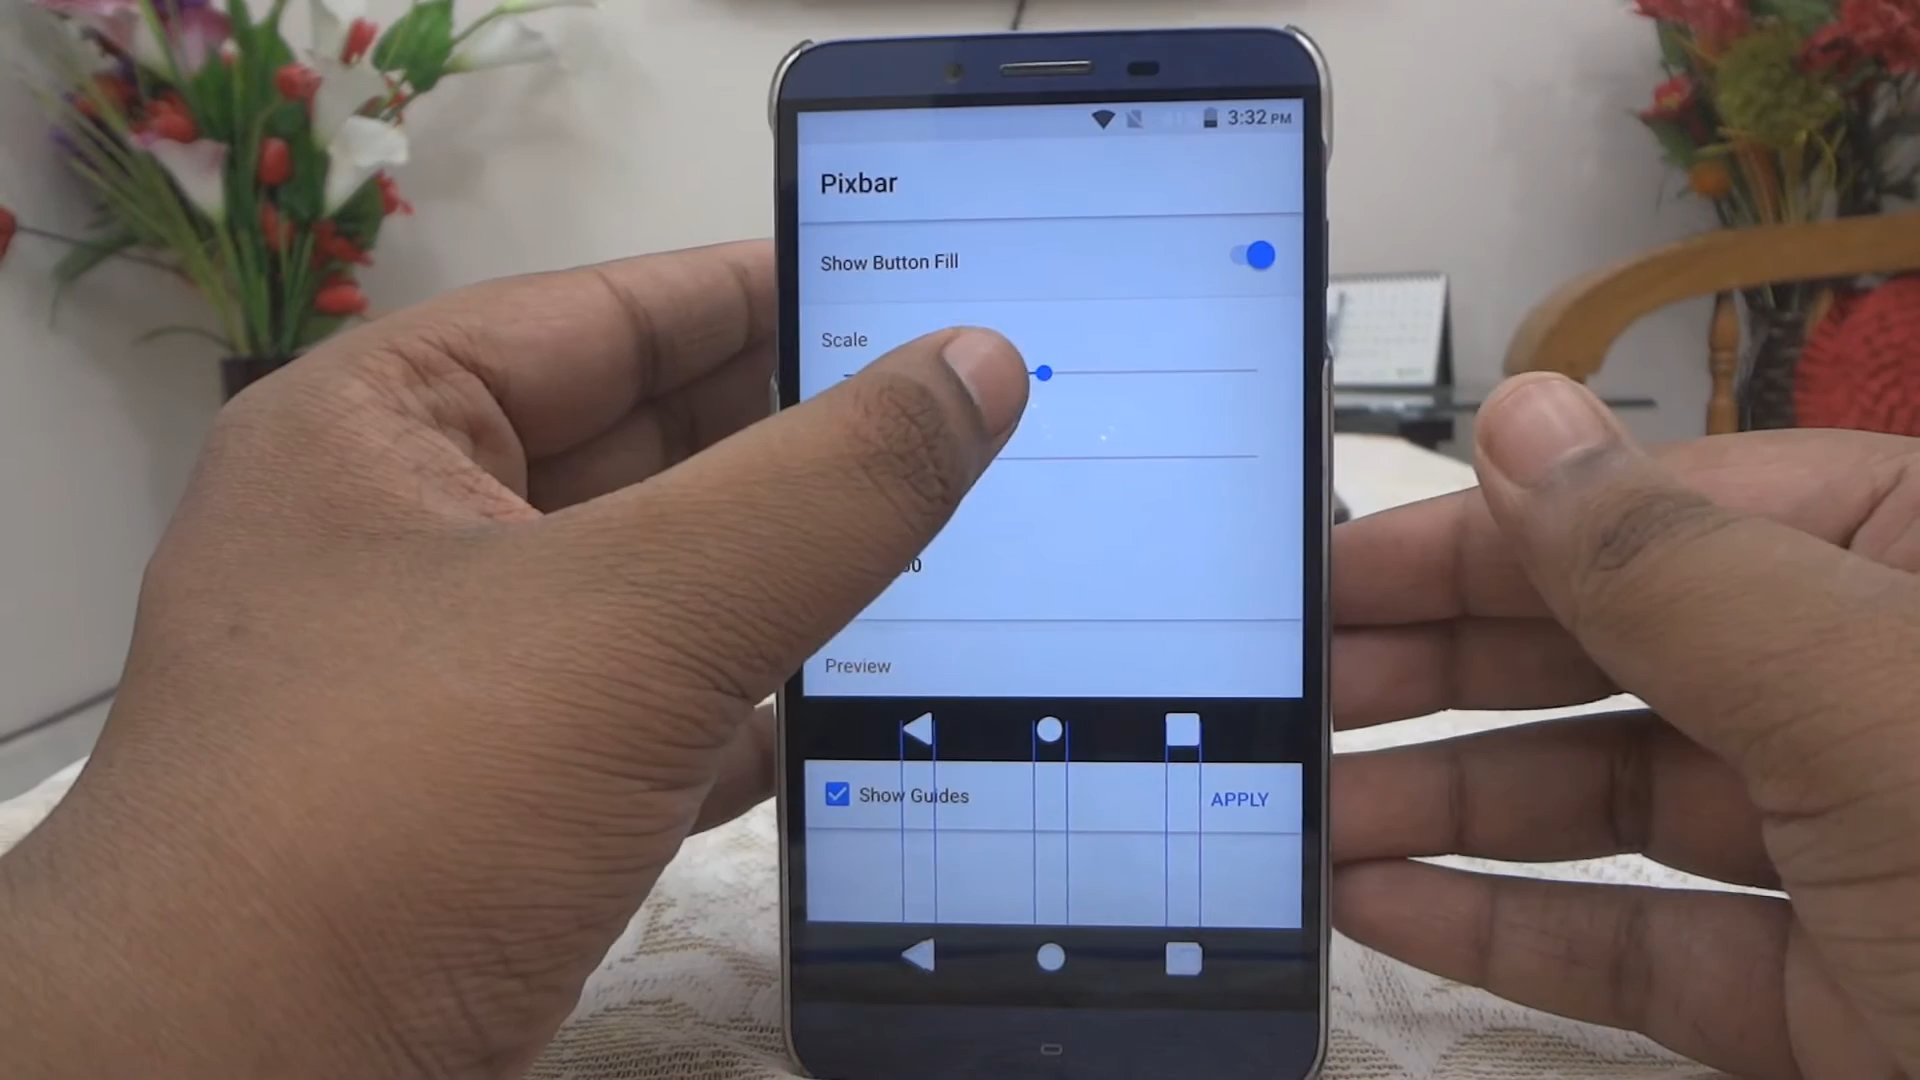 3:32 PM
Pixbar
Show Button Fill
Scale
Preview
Show Guides
APPLY